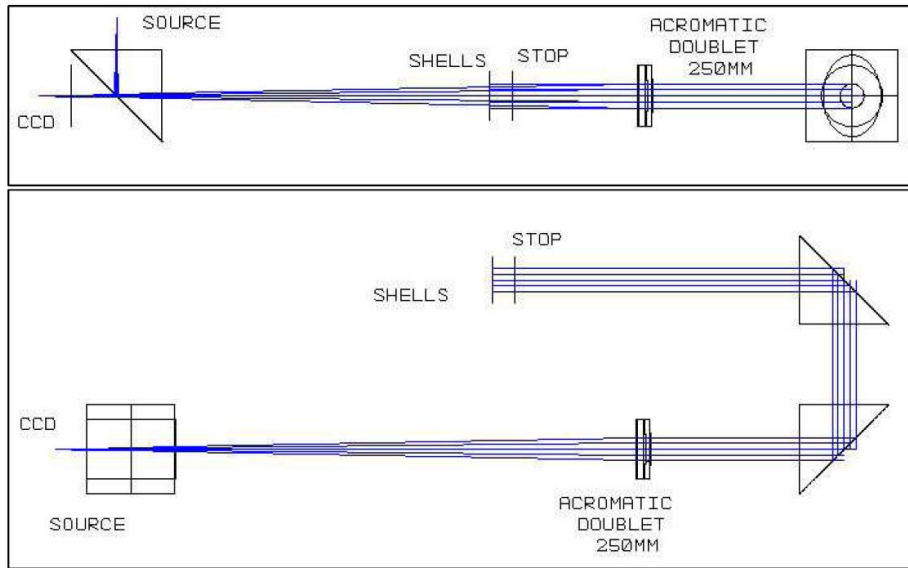 SOURCE
ACROMATIC
DOUBLET
250MM
SHELLS
STOP
CCD
STOP
SHELLS
CCD
SOURCE
ACROMATIC
DOUBLET
250MM